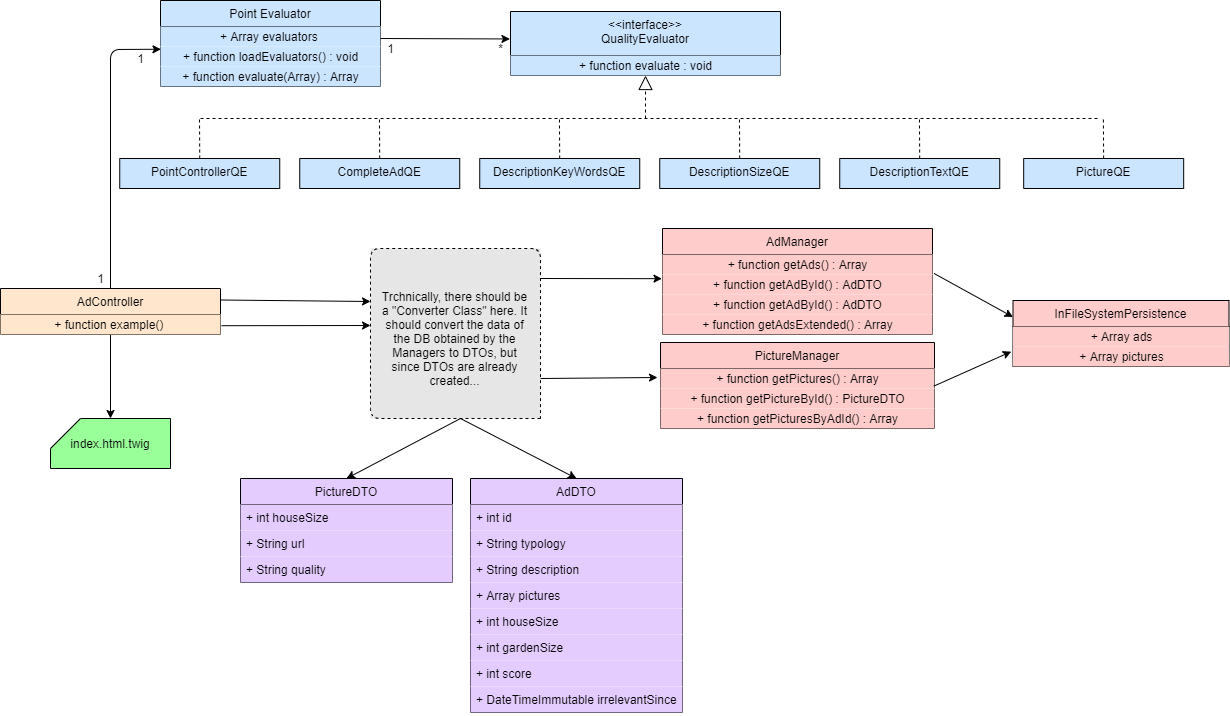 Point Evaluator
+ Array evaluators
+ function loadEvaluators() : void
+ function evaluate(Array) : Array
1
*
1
<<interface>>
QualityEvaluator
+ function evaluate : void
PointControllerQE
CompleteAdQE
DescriptionKeyWordsQE
DescriptionSizeQE
DescriptionTextQE
PictureQE
1
AdController
+ function example()
index.html.twig
Trchnically, there should be
a "Converter Class" here. It
should convert the data of
the DB obtained by the
Managers to DTOs, but
since DTOs are already
created...
AdManager
+ function getAds() : Array
+ function getAdById() : AdDTO
+ function getAdById() : AdDTO
+ function getAdsExtended() : Array
PictureManager
+ function getPictures() : Array
+ function getPictureById() : PictureDTO
+ function getPicturesByAdId() : Array
InFileSystemPersistence
+ Array ads
+ Array pictures
PictureDTO
+ int houseSize
+ String url
+ String quality
AdDTO
+ int id
+ String typology
+ String description
+ Array pictures
+ int houseSize
+ int gardenSize
+ int score
+ DateTimeImmutable irrelevantSince